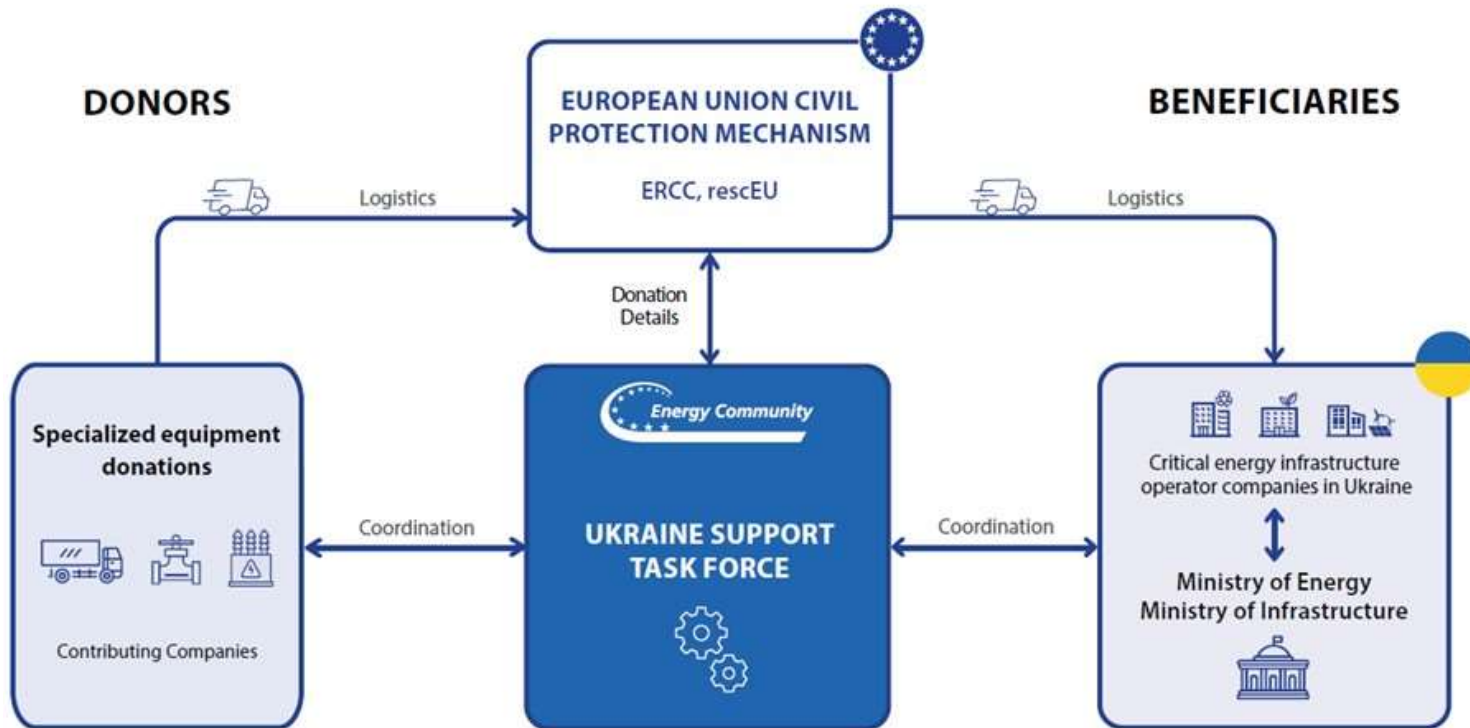 DONORS
EUROPEAN UNION CIVIL
PROTECTION MECHANISM
ERCC, rescEU
BENEFICIARIES
Logistics
Logistics
Donation
Details
Specialized equipment
donations
Contributing Companies
Coordination
Energy Community
UKRAINE SUPPORT
TASK FORCE
Coordination
Critical energy infrastructure
operator companies in Ukraine
Ministry of Energy
Ministry of Infrastructure